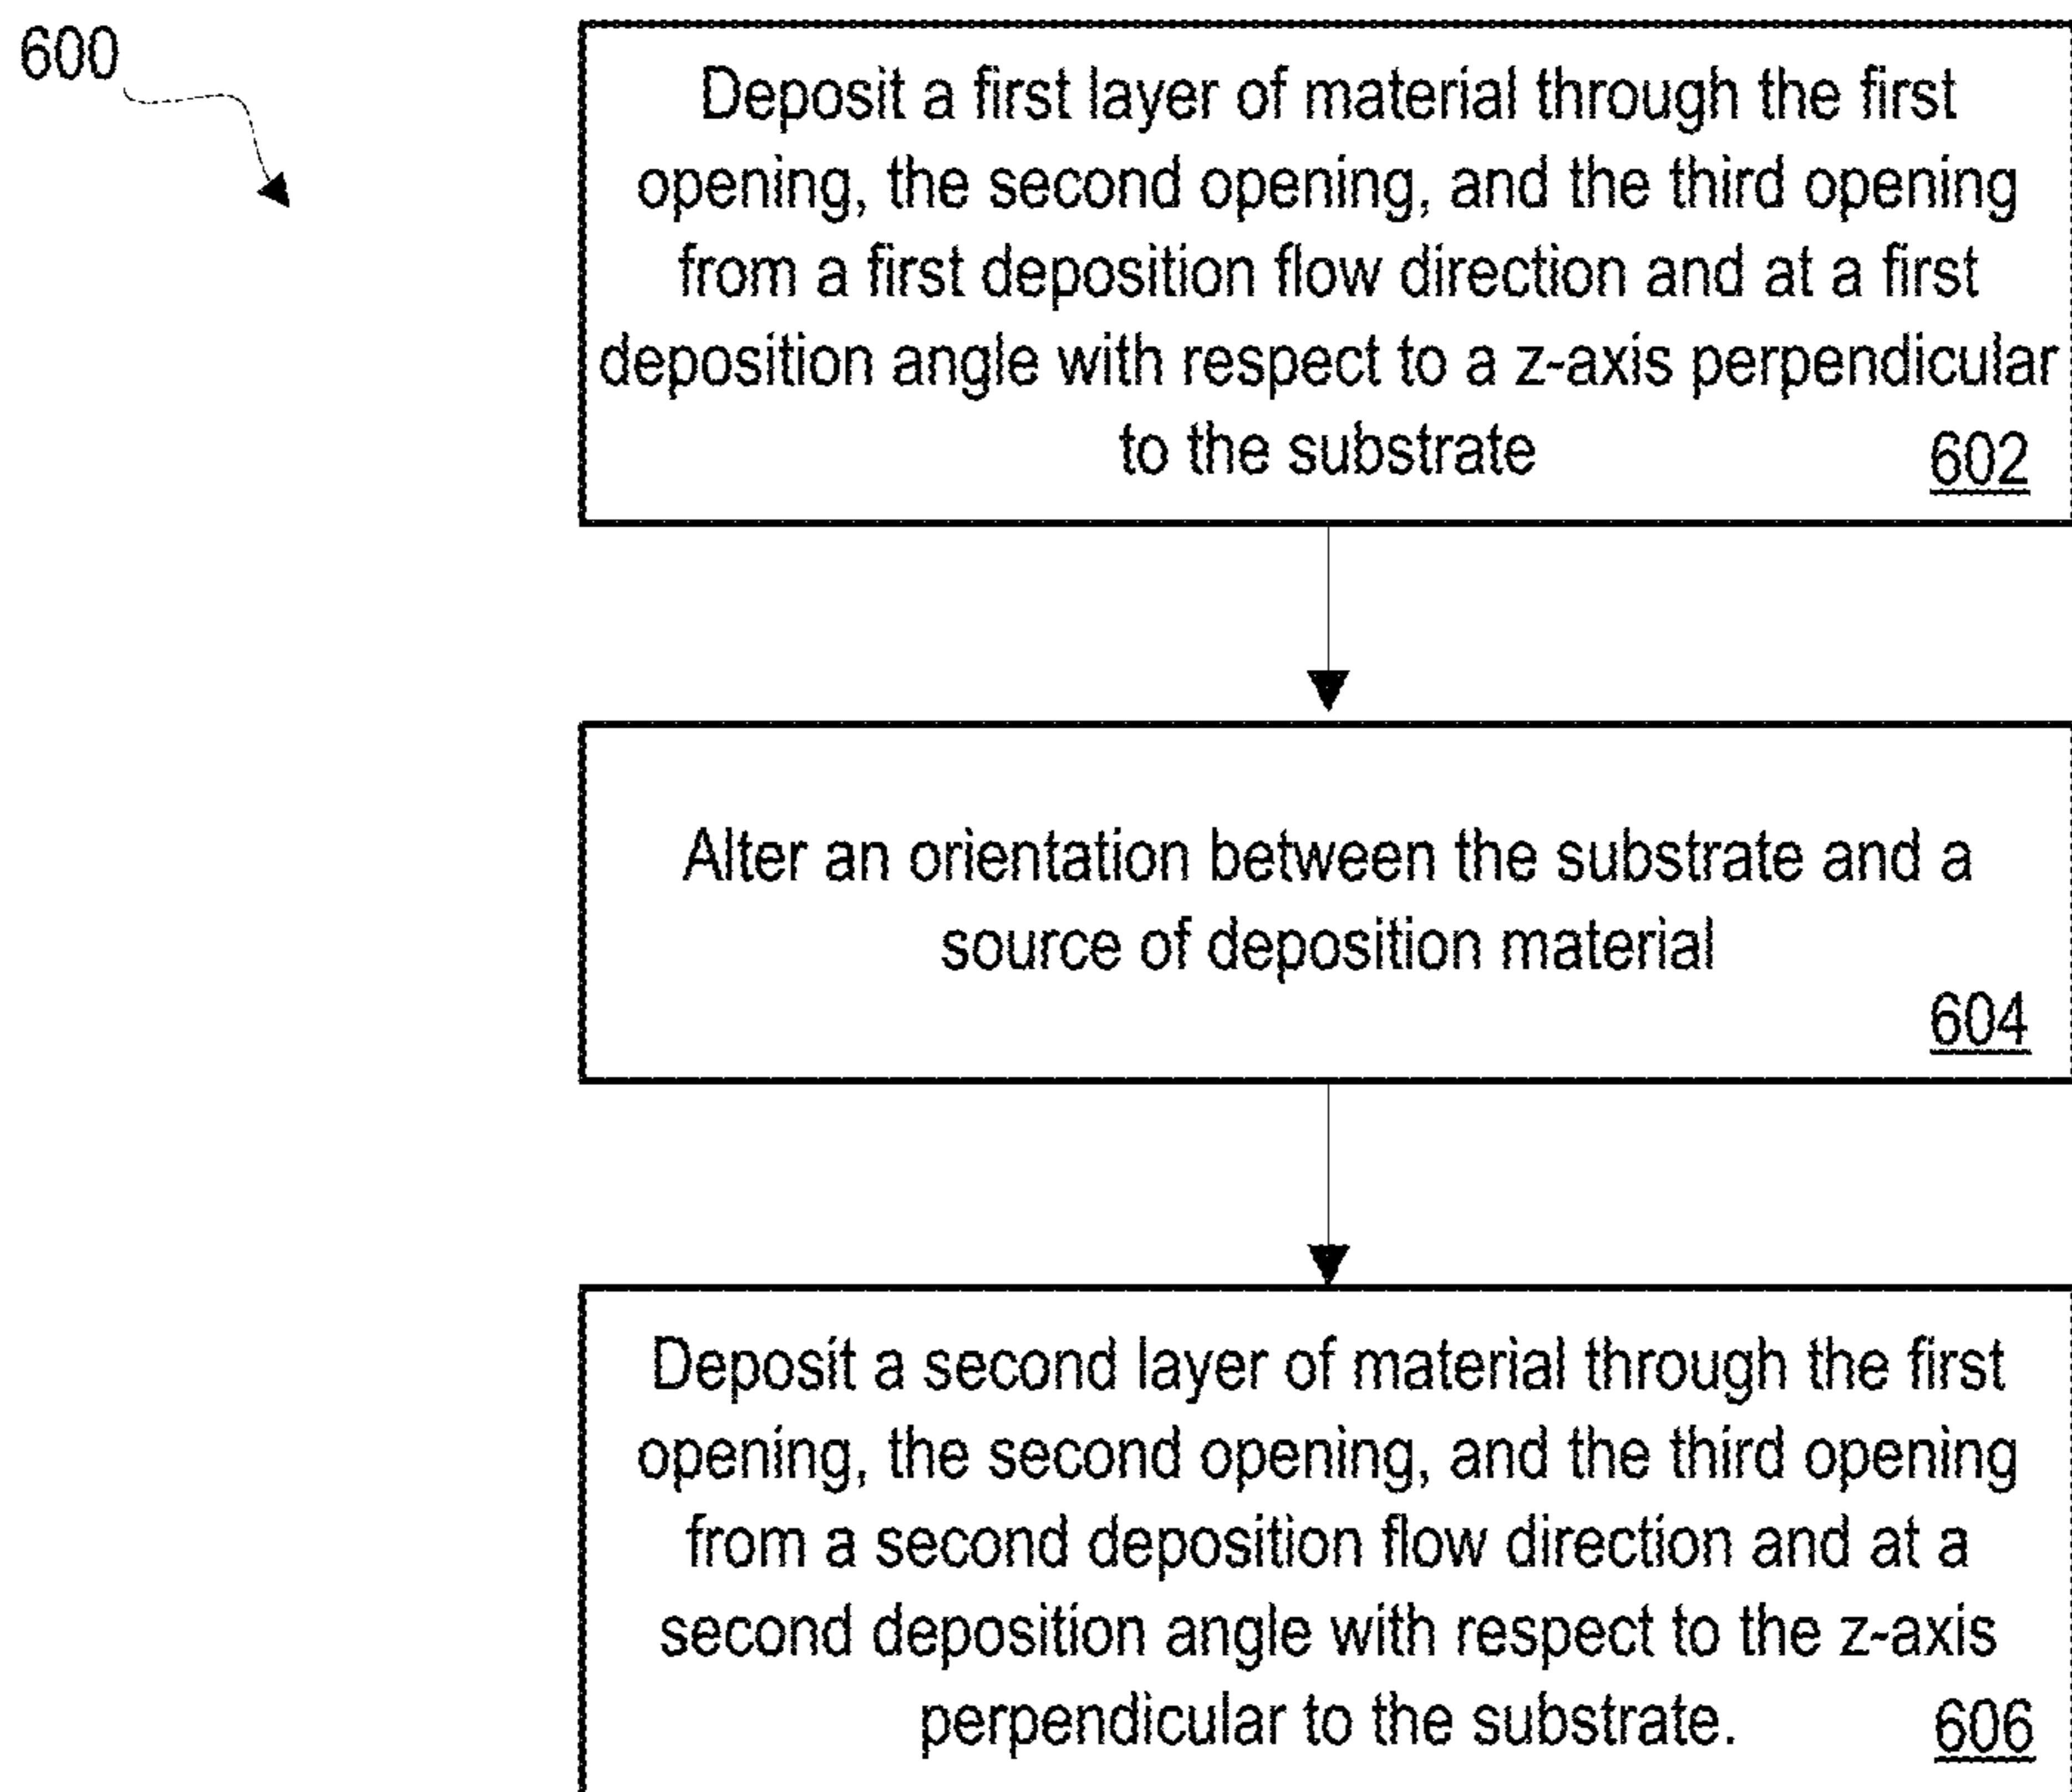 600
Deposit a first layer of material through the first
opening, the second opening, and the third opening
from a first deposition flow direction and at a first
deposition angle with respect to a z-axis perpendicular
to the substrate
602
Alter an orientation between the substrate and a
source of deposition material
604
Deposit a second layer of material through the first
opening, the second opening, and the third opening
from a second deposition flow direction and at a
second deposition angle with respect to the z-axis
perpendicular to the substrate.
606